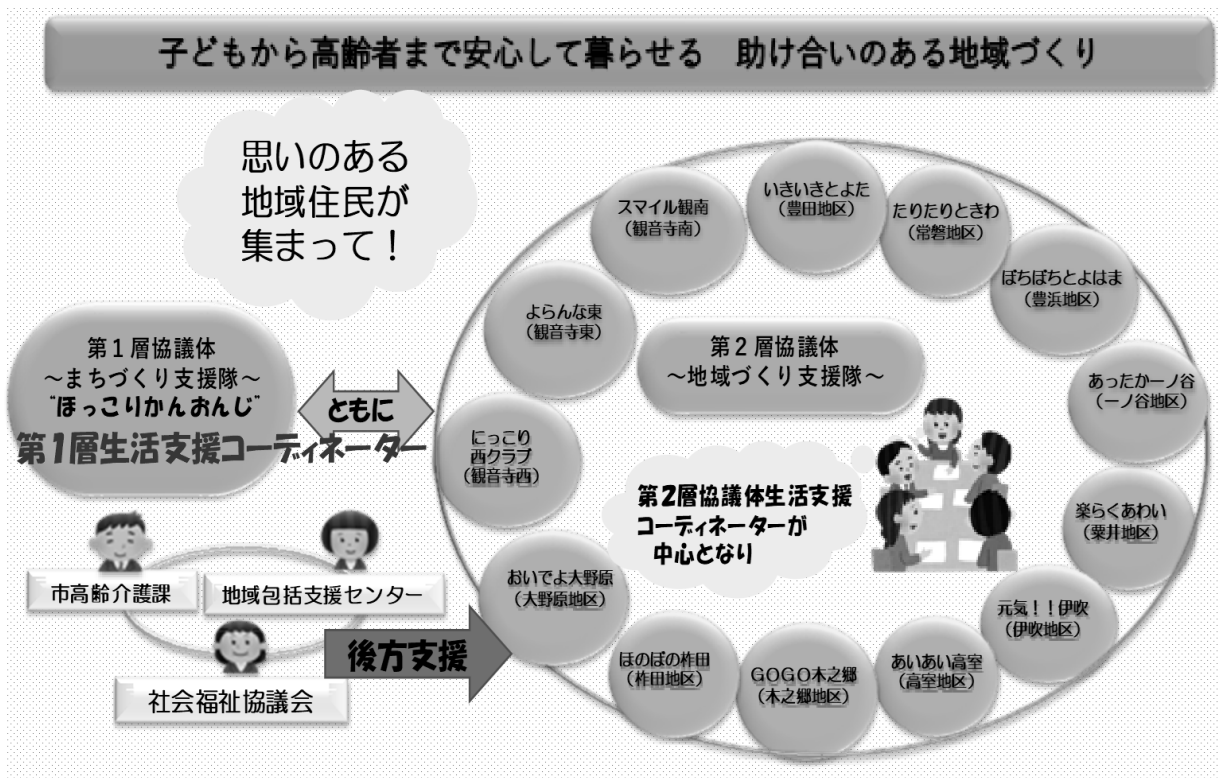 子どもから高齢者まで安心して暮らせる　助け合いのある地域づくり
思いのある
地域住民が
集まって！
第１層協議体
～まちづくり支援隊～
“ほっこりかんおんじ”
第1層生活支援コーディネーター
ともに
市高齢介護課
地域包括支援センター
社会福祉協議会
後方支援
第２層協議体
～地域づくり支援隊～
第2層協議体生活支援
コーディネーターが
中心となり
いきいきとよた
（豊田地区）
たりたりときわ
（常磐地区）
ぼちぼちとよはま
（豊浜地区）
あったか一ノ谷
（一ノ谷地区）
楽らくあわい
（粟井地区）
元気！！伊吹
（伊吹地区）
あいあい高室
（高室地区）
ＧＯＧＯ木之郷
（木之郷地区）
ほのぼの柞田
（柞田地区）
おいでよ大野原
（大野原地区）
にっこり
西クラブ
（観音寺西）
よらんな東
（観音寺東）
スマイル観南
（観音寺南）